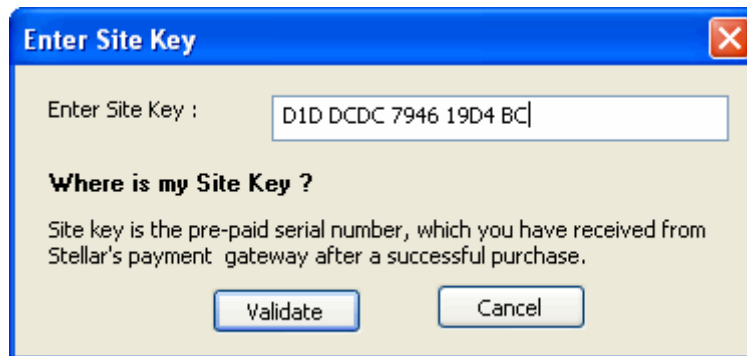 Enter Site Key
Enter Site Key : D1D DCDC 7946 19D4 BC
Where is my Site Key ?
Site key is the pre-paid serial number, which you have received from
Stellar's payment gateway after a successful purchase.
Validate Cancel